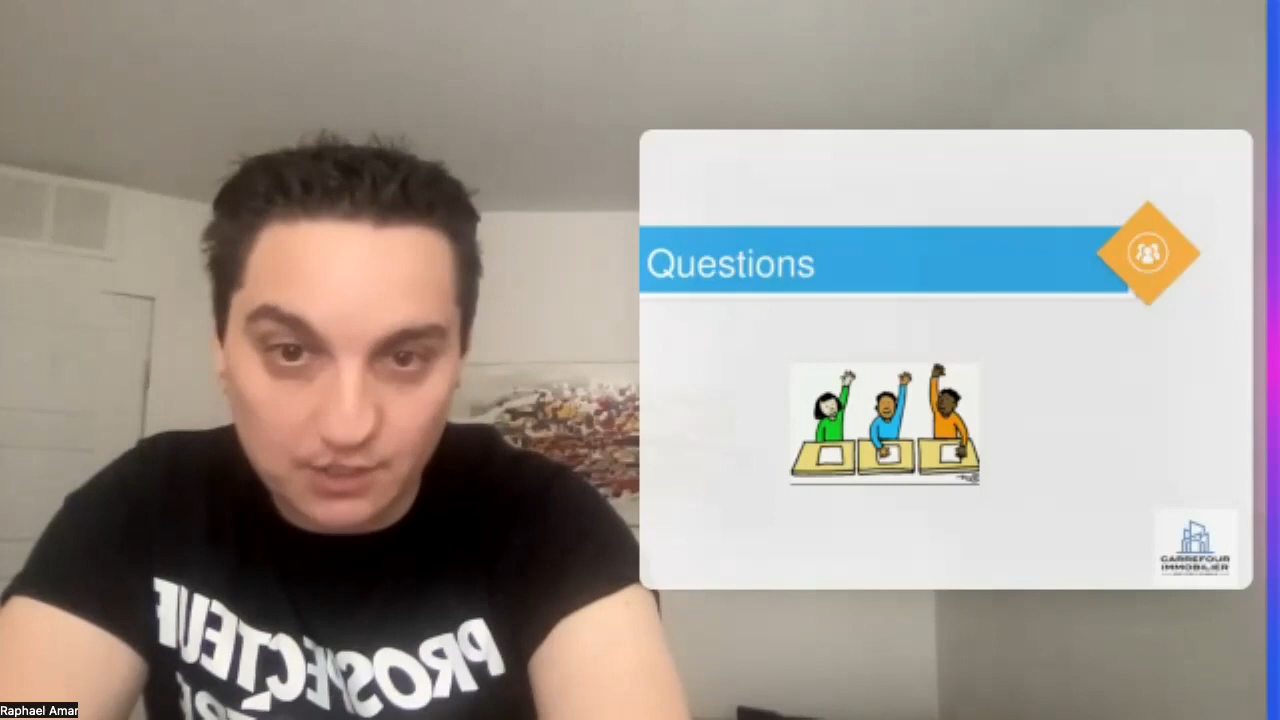 Questions
CARREFOUR
IMMOBILIER
PROSPECTEUR
Raphael Amar